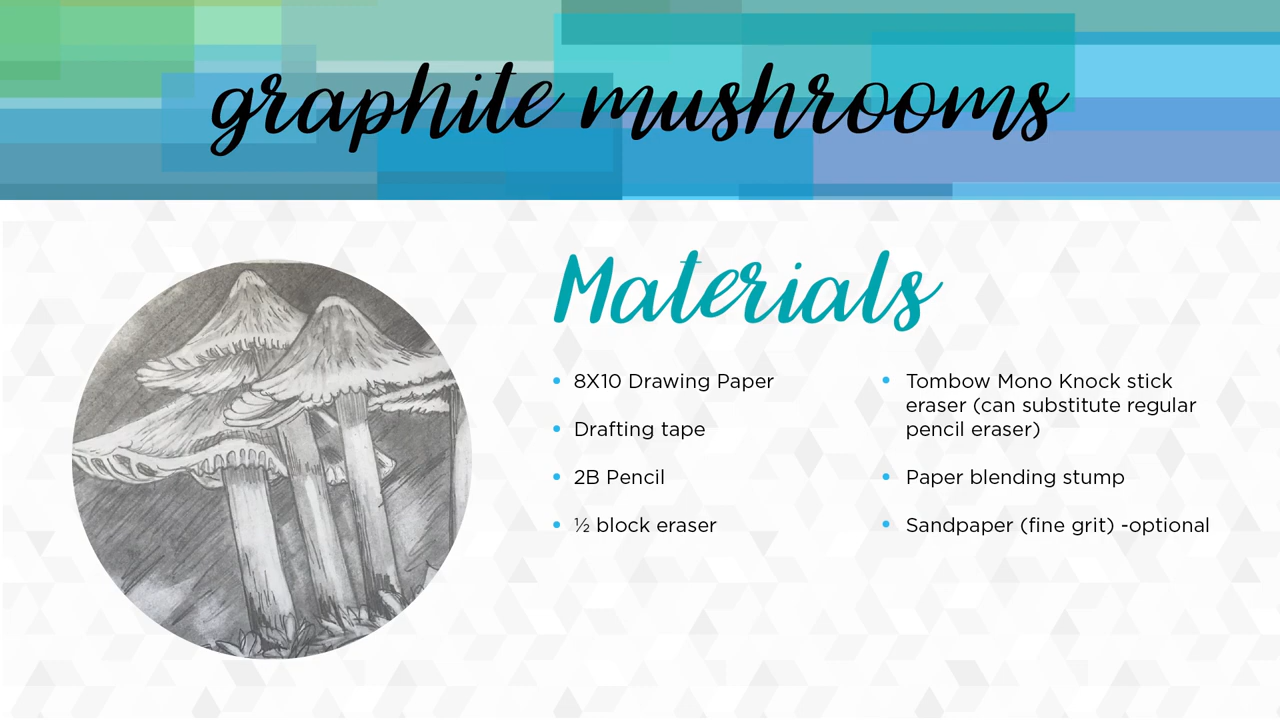 graphite mushrooms
Materials
8X10 Drawing Paper
Drafting tape
2B Pencil
½ block eraser
Tombow Mono Knock stick
eraser (can substitute regular
pencil eraser)
Paper blending stump
Sandpaper (fine grit) -optional